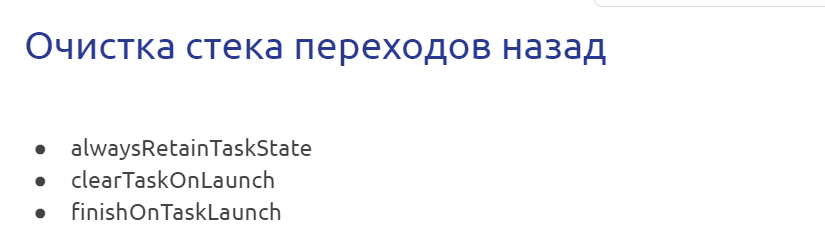 Очистка стека переходов назад
● alwaysRetainTaskState
● clearTaskOnLaunch
● finishOnTaskLaunch